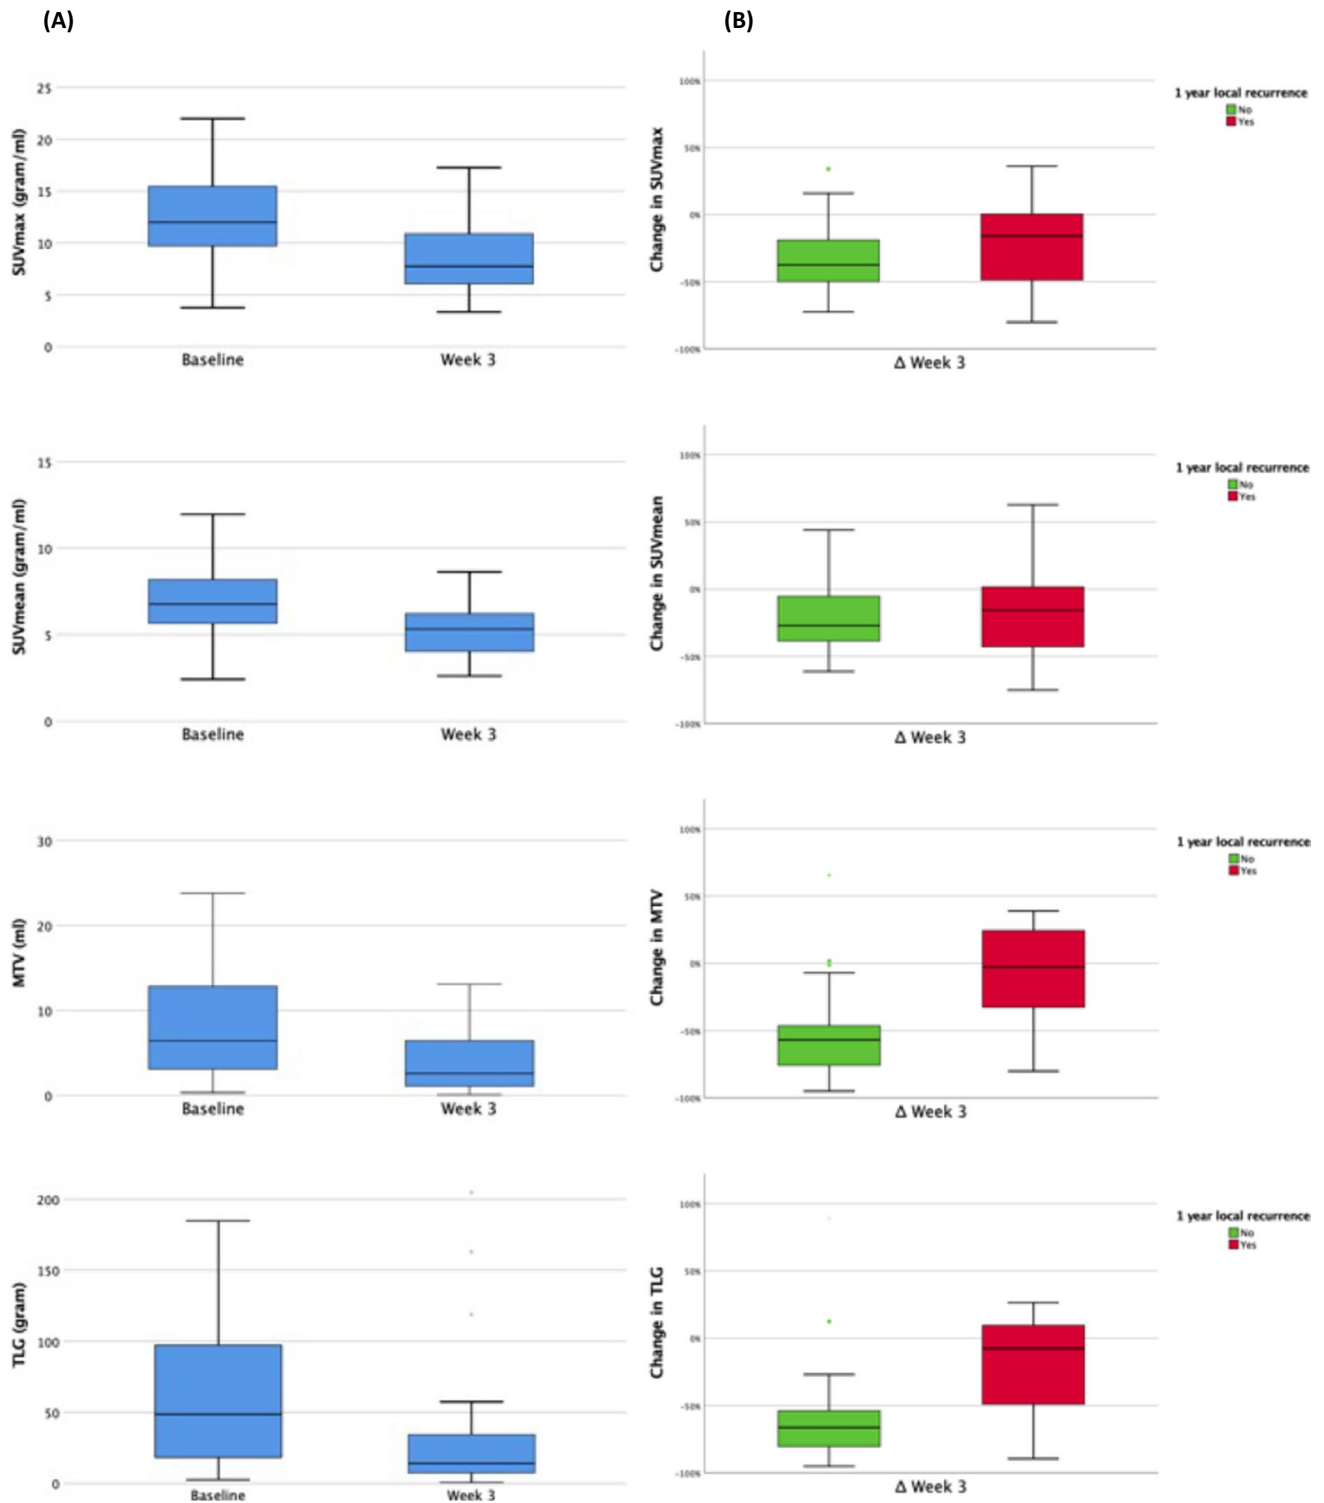 (A)
(B)
SUVmax (gram/ml)
25
20
15
10
5
0
Baseline
Week 3
Change in SUVmax
100%
50%
0%
-50%
-100%
Δ Week 3
1 year local recurrence
No
Yes
SUVmean (gram/ml)
15
10
5
0
Baseline
Week 3
Change in SUVmean
100%
50%
0%
-50%
-100%
Δ Week 3
1 year local recurrence
No
Yes
MTV (ml)
30
20
10
0
Baseline
Week 3
Change in MTV
100%
50%
0%
-50%
-100%
Δ Week 3
1 year local recurrence
No
Yes
TLG (gram)
200
150
100
50
0
Baseline
Week 3
Change in TLG
100%
50%
0%
-50%
-100%
Δ Week 3
1 year local recurrence
No
Yes